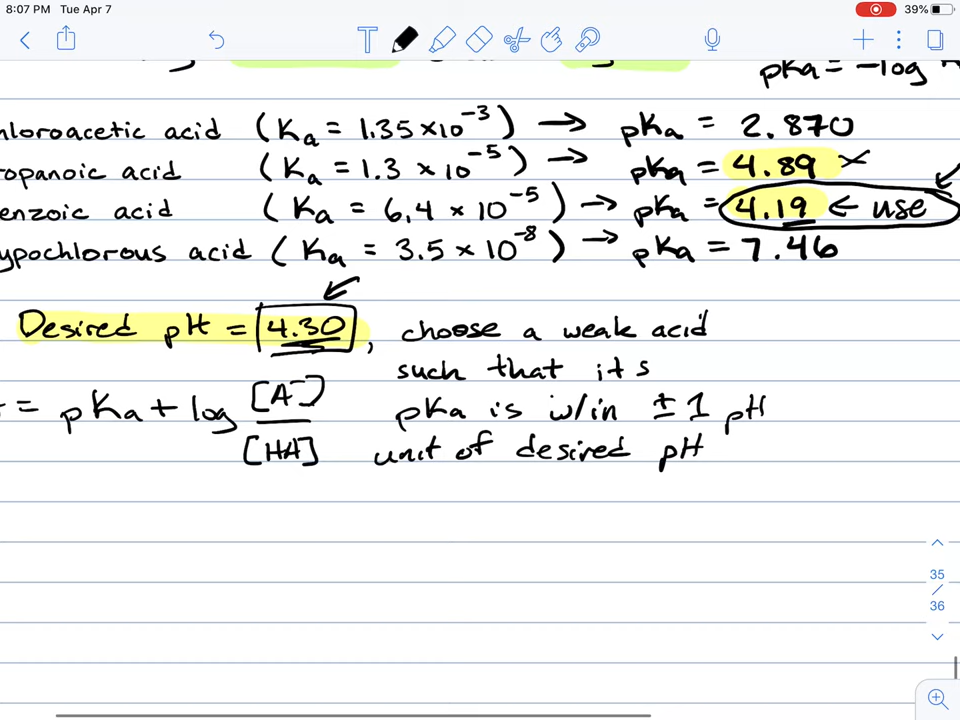 8:07 PM Tue Apr 7 39%
pKa = -log
hloroacetic acid (Ka = 1.35 ×10⁻³) → pKa = 2.870
opanoic acid (Ka = 1.3 × 10⁻⁵) → pKa = 4.89 ×
enzoic acid (Ka = 6.4 × 10⁻⁵) → pKa = 4.19 ← use
ypochlorous acid (Ka = 3.5 × 10⁻⁸) → pKa = 7.46
Desired pH = 4.30, choose a weak acid
such that its
= pKa + log [A⁻]/[HA] pKa is w/in ± 1 pH
unit of desired pH
35
/
36